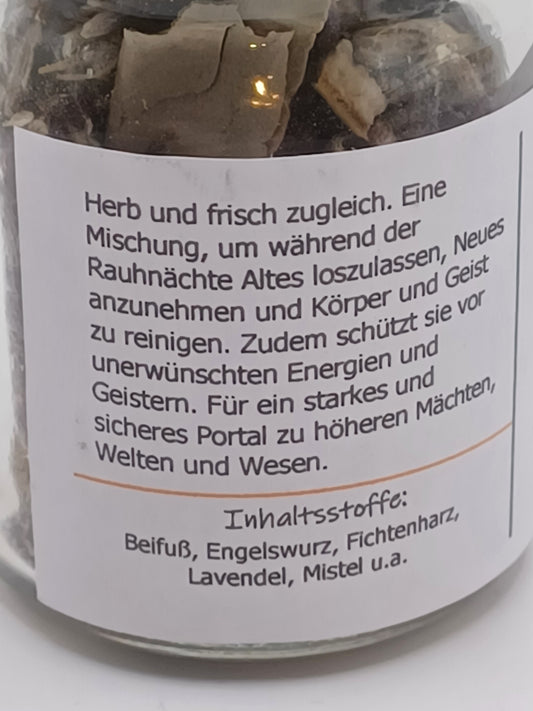 Herb und frisch zugleich. Eine
Mischung, um während der
Rauhnächte Altes loszulassen, Neues
anzunehmen und Körper und Geist
zu reinigen. Zudem schützt sie vor
unerwünschten Energien und
Geistern. Für ein starkes und
sicheres Portal zu höheren Mächten,
Welten und Wesen.
Inhaltsstoffe:
Beifuß, Engelswurz, Fichtenharz,
Lavendel, Mistel u.a.